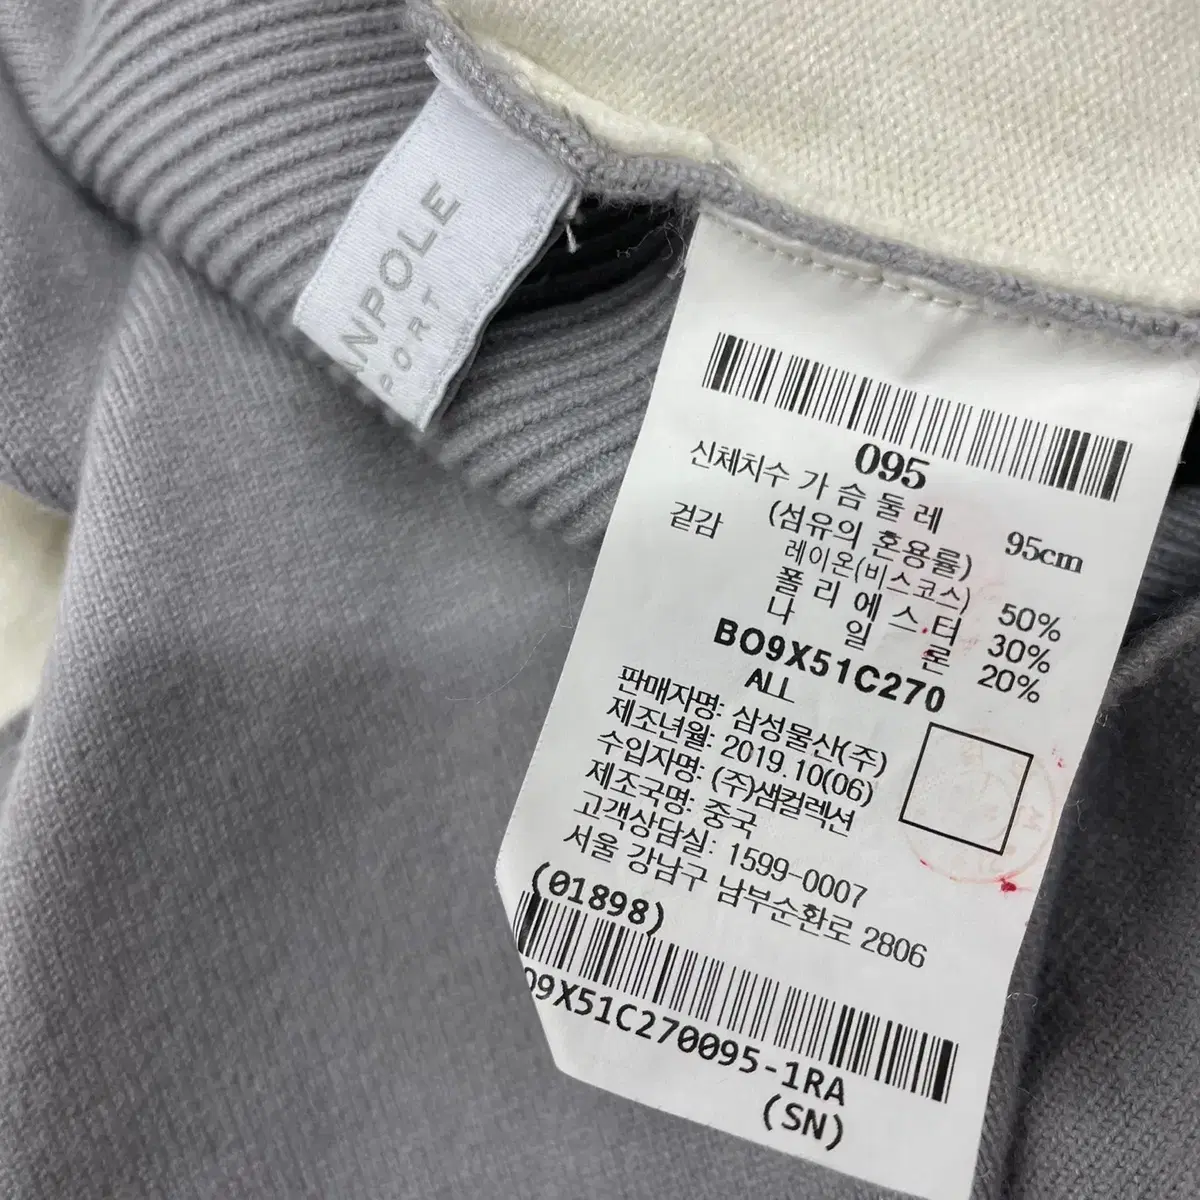 ANPOLE
PORT
095
신체치수 가슴둘레 95cm
겉감 (섬유의 혼용률)
레이온(비스코스) 50%
폴리에스터 30%
나일론 20%
BO9X51C270
ALL
판매자명: 삼성물산(주)
제조년월: 2019.10(06)
수입자명: (주)샘컬렉션
제조국명: 중국
고객상담실: 1599-0007
서울 강남구 남부순환로 2806
(01898)
09X51C270095-1RA
(SN)